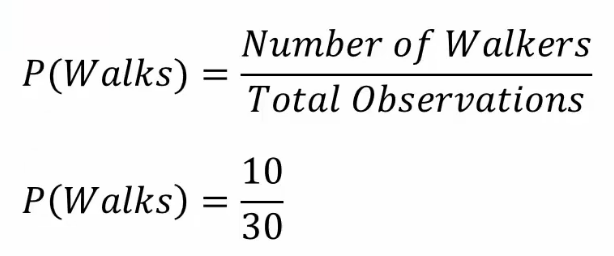 P(Walks) = Number of Walkers / Total Observations
P(Walks) = 10 / 30